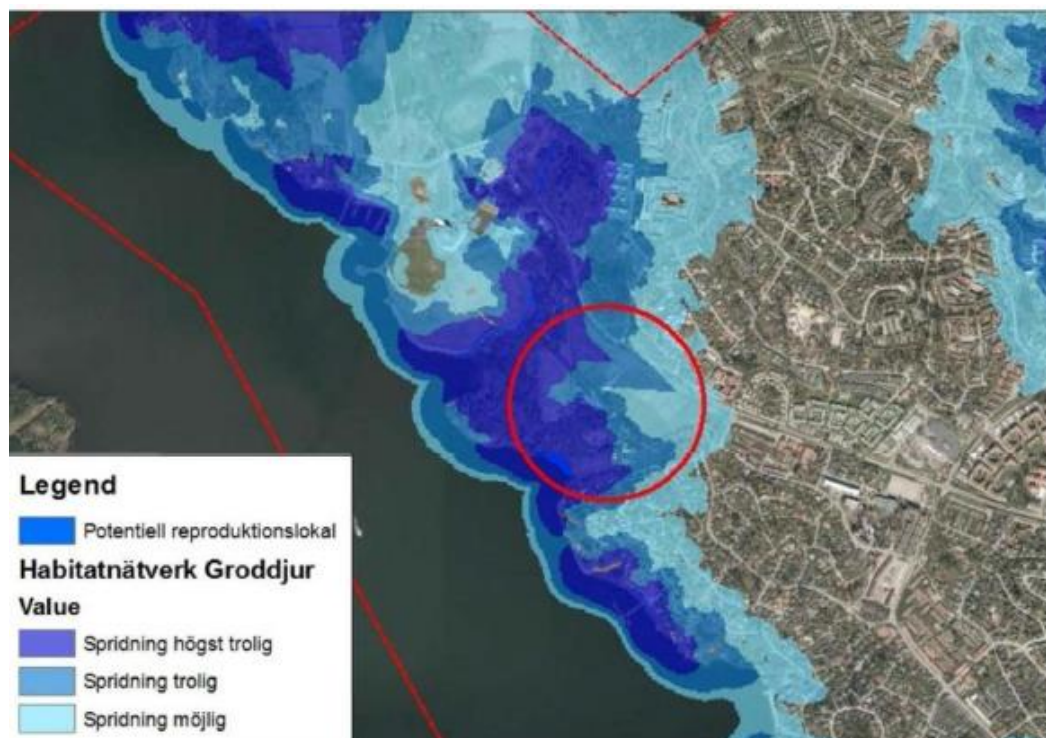 Legend
Potentiell reproduktionslokal
Habitatnätverk Groddjur
Value
Spridning högst trolig
Spridning trolig
Spridning möjlig